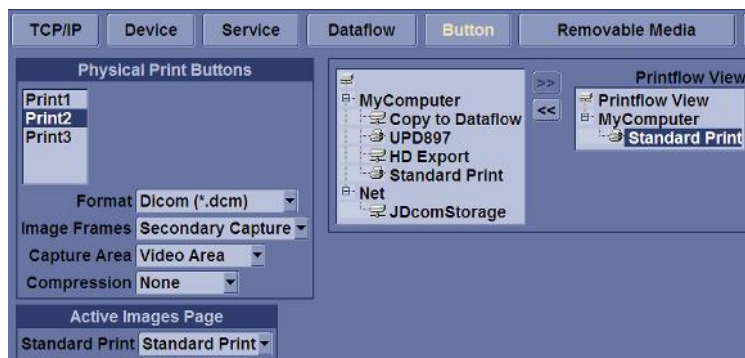 TCP/IP Device Service Dataflow Button Removable Media
Physical Print Buttons
Print1
Print2
Print3
Format Dicom (*.dcm)
Image Frames Secondary Capture
Capture Area Video Area
Compression None
Active Images Page
Standard Print Standard Print
MyComputer
Copy to Dataflow
UPD897
HD Export
Standard Print
Net
JDcomStorage
>>
<<
Printflow View
Printflow View
MyComputer
Standard Print